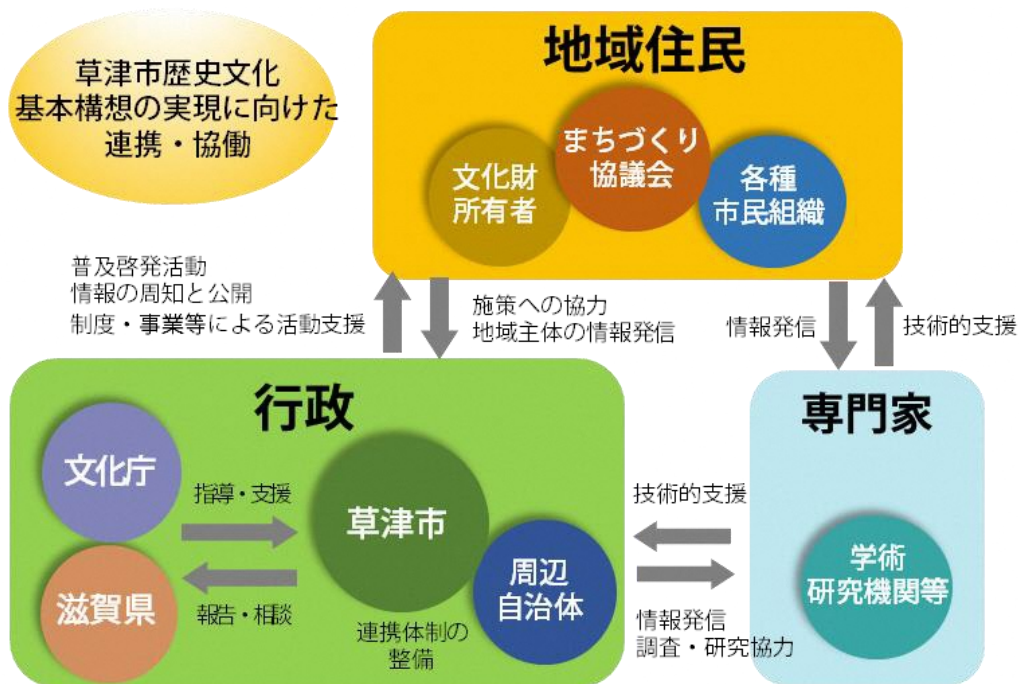 草津市歴史文化
基本構想の実現に向けた
連携・協働
地域住民
文化財
所有者
まちづくり
協議会
各種
市民組織
普及啓発活動
情報の周知と公開
制度・事業等による活動支援
施策への協力
地域主体の情報発信
情報発信
技術的支援
行政
文化庁
滋賀県
指導・支援
報告・相談
草津市
周辺
自治体
連携体制の
整備
技術的支援
情報発信
調査・研究協力
専門家
学術
研究機関等